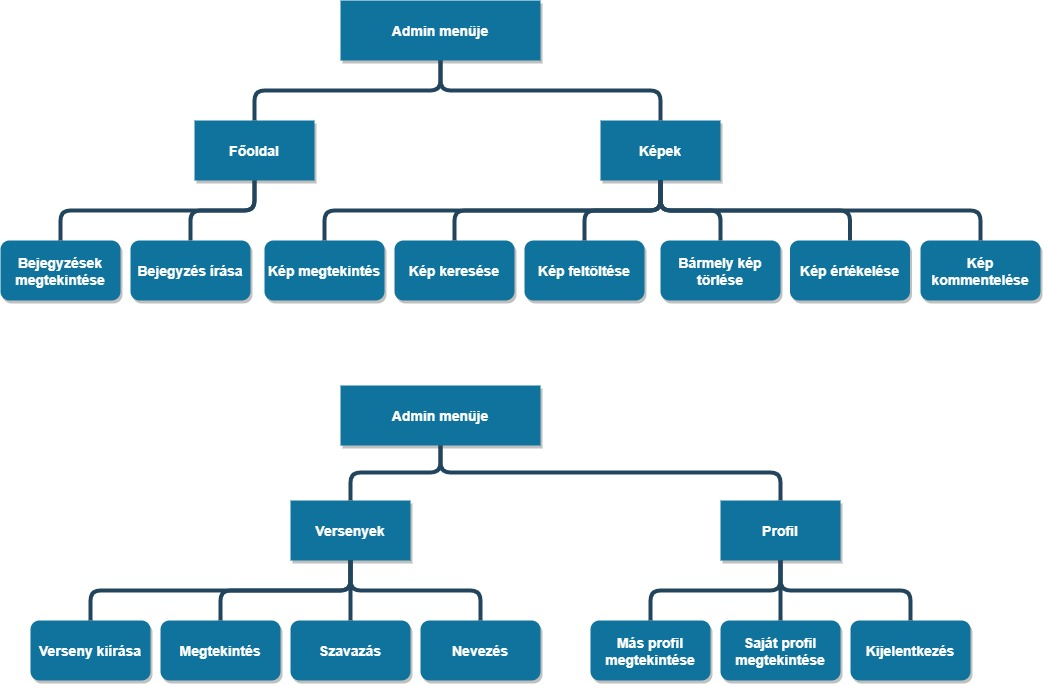 Admin menüje
Főoldal
Képek
Bejegyzések
megtekintése
Bejegyzés írása
Kép megtekintés
Kép keresése
Kép feltöltése
Bármely kép
törlése
Kép értékelése
Kép
kommentelése
Admin menüje
Versenyek
Profil
Verseny kiírása
Megtekintés
Szavazás
Nevezés
Más profil
megtekintése
Saját profil
megtekintése
Kijelentkezés